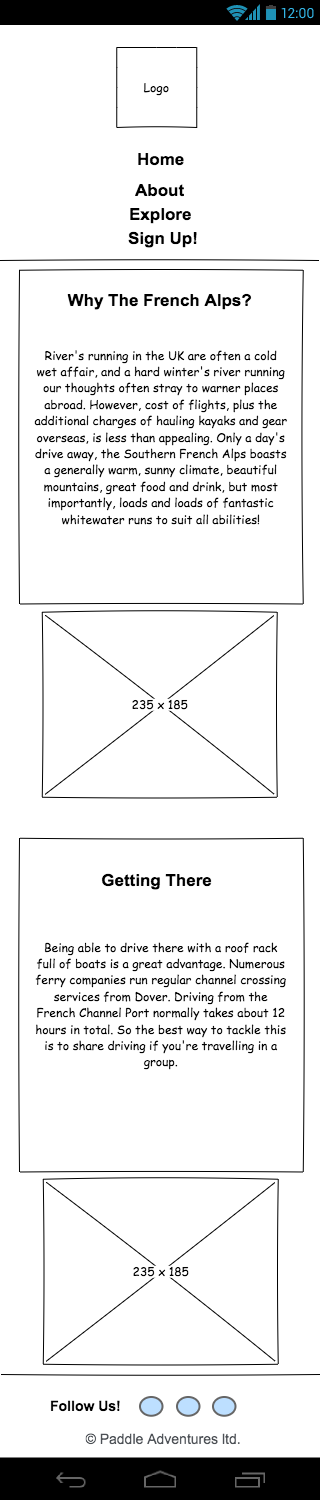 12:00
Logo
Home
About
Explore
Sign Up!
Why The French Alps?
River's running in the UK are often a cold
wet affair, and a hard winter's river running
our thoughts often stray to warner places
abroad. However, cost of flights, plus the
additional charges of hauling kayaks and gear
overseas, is less than appealing. Only a day's
drive away, the Southern French Alps boasts
a generally warm, sunny climate, beautiful
mountains, great food and drink, but most
importantly, loads and loads of fantastic
whitewater runs to suit all abilities!
235 x 185
Getting There
Being able to drive there with a roof rack
full of boats is a great advantage. Numerous
ferry companies run regular channel crossing
services from Dover. Driving from the
French Channel Port normally takes about 12
hours in total. So the best way to tackle this
is to share driving if you're travelling in a
group.
235 x 185
Follow Us!
© Paddle Adventures ltd.